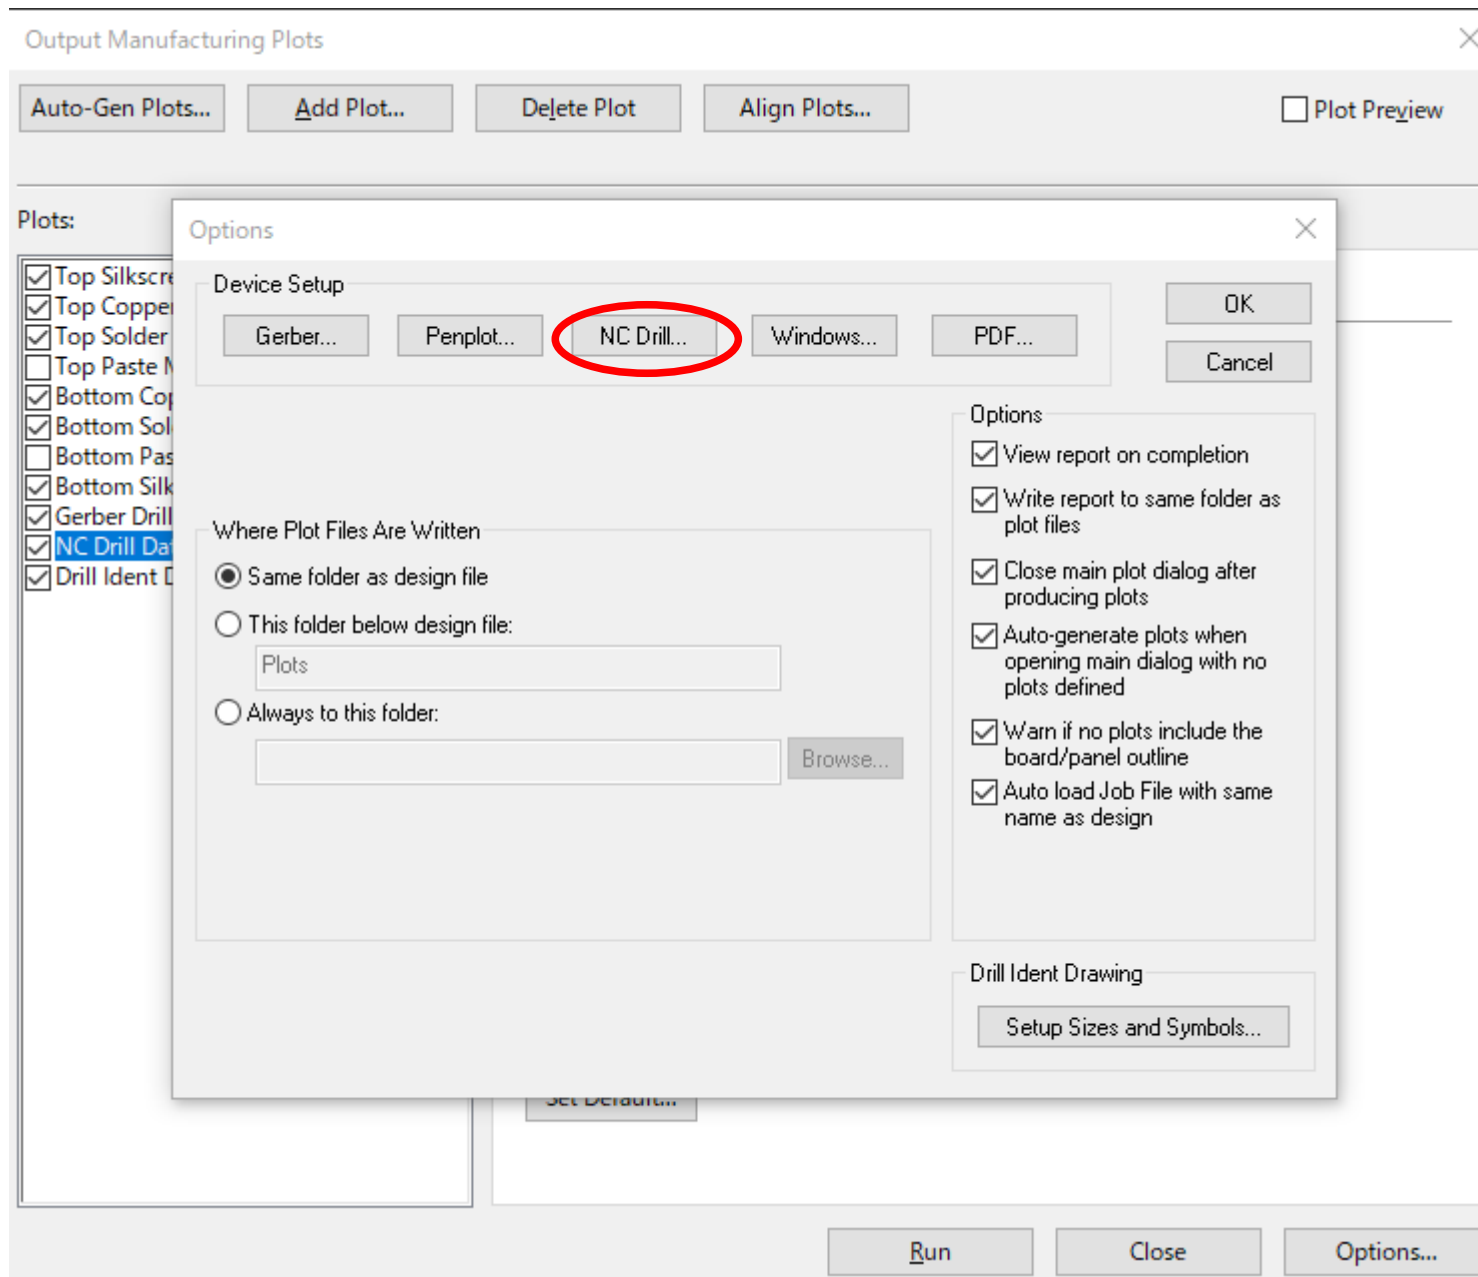 Output Manufacturing Plots
Auto-Gen Plots...
Add Plot...
Delete Plot
Align Plots...
Plot Preview
Plots:
Top Silkscre
Top Copper
Top Solder
Top Paste M
Bottom Cop
Bottom Sol
Bottom Pas
Bottom Silk
Gerber Drill
NC Drill Dat
Drill Ident D
Options
Device Setup
Gerber...
Penplot...
NC Drill...
Windows...
PDF...
OK
Cancel
Where Plot Files Are Written
Same folder as design file
This folder below design file:
Plots
Always to this folder:
Browse...
Options
View report on completion
Write report to same folder as
plot files
Close main plot dialog after
producing plots
Auto-generate plots when
opening main dialog with no
plots defined
Warn if no plots include the
board/panel outline
Auto load Job File with same
name as design
Drill Ident Drawing
Setup Sizes and Symbols...
Set Default...
Run
Close
Options...